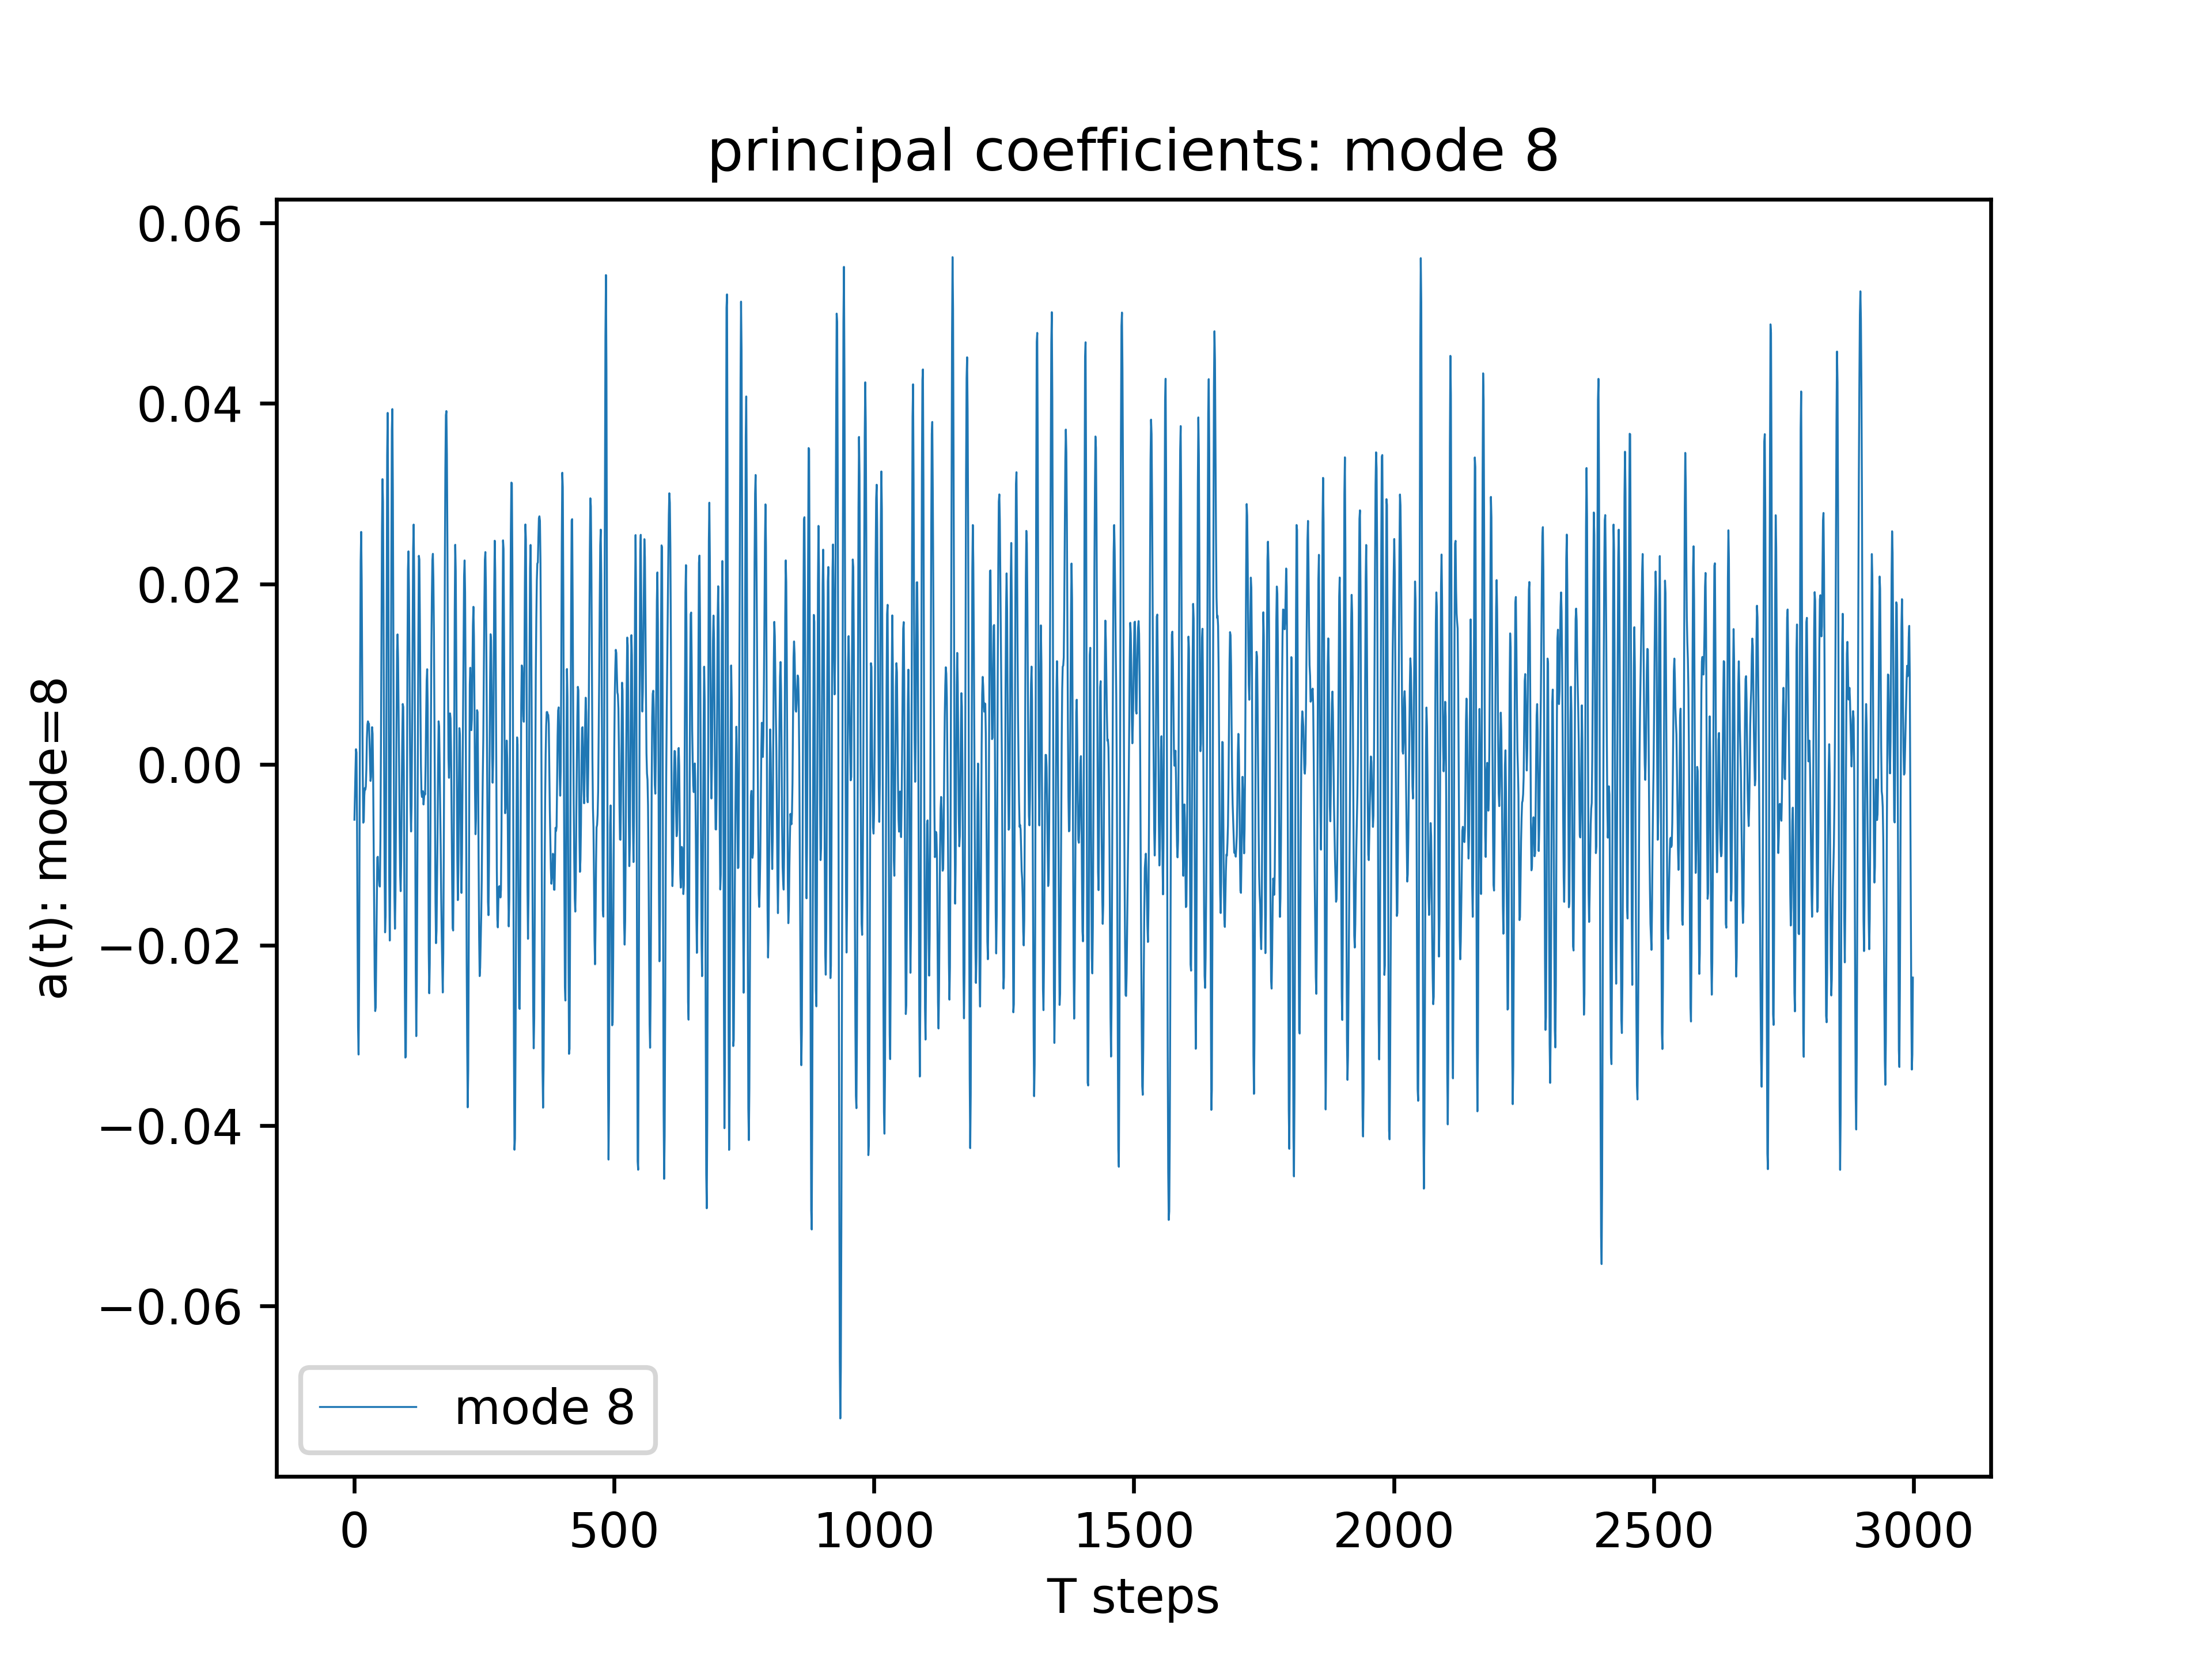 principal coefficients: mode 8
0.06
0.04
0.02
0.00
−0.02
−0.04
−0.06
a(t): mode=8
mode 8
0 500 1000 1500 2000 2500 3000
T steps